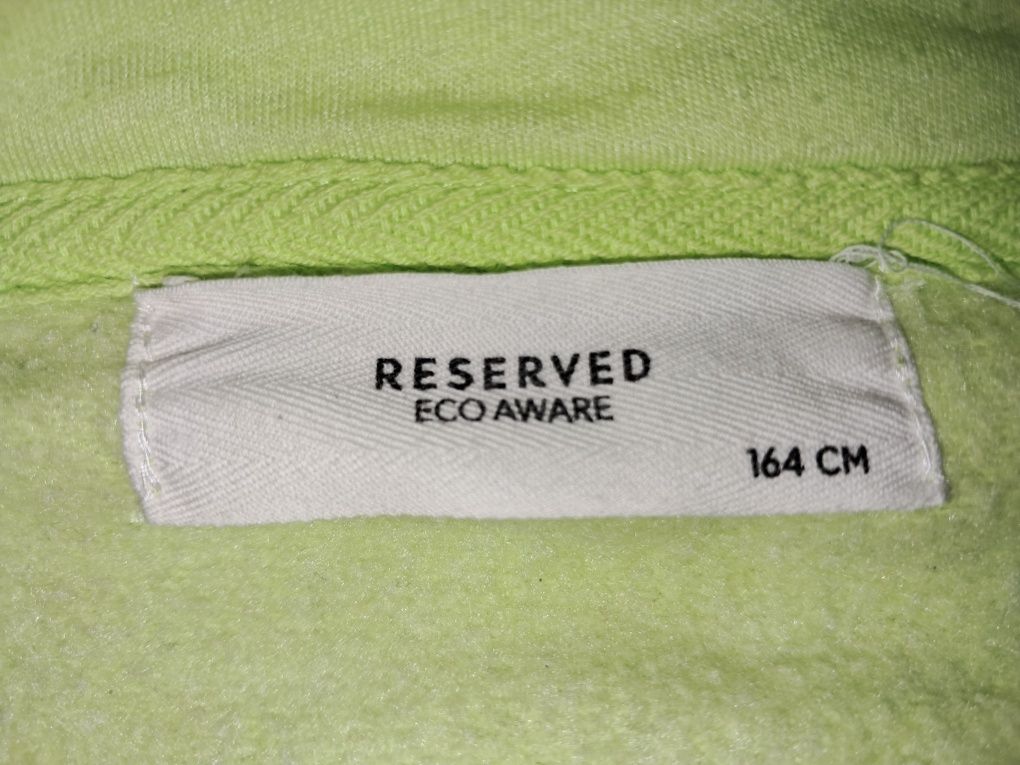 RESERVED
ECO AWARE
164 CM